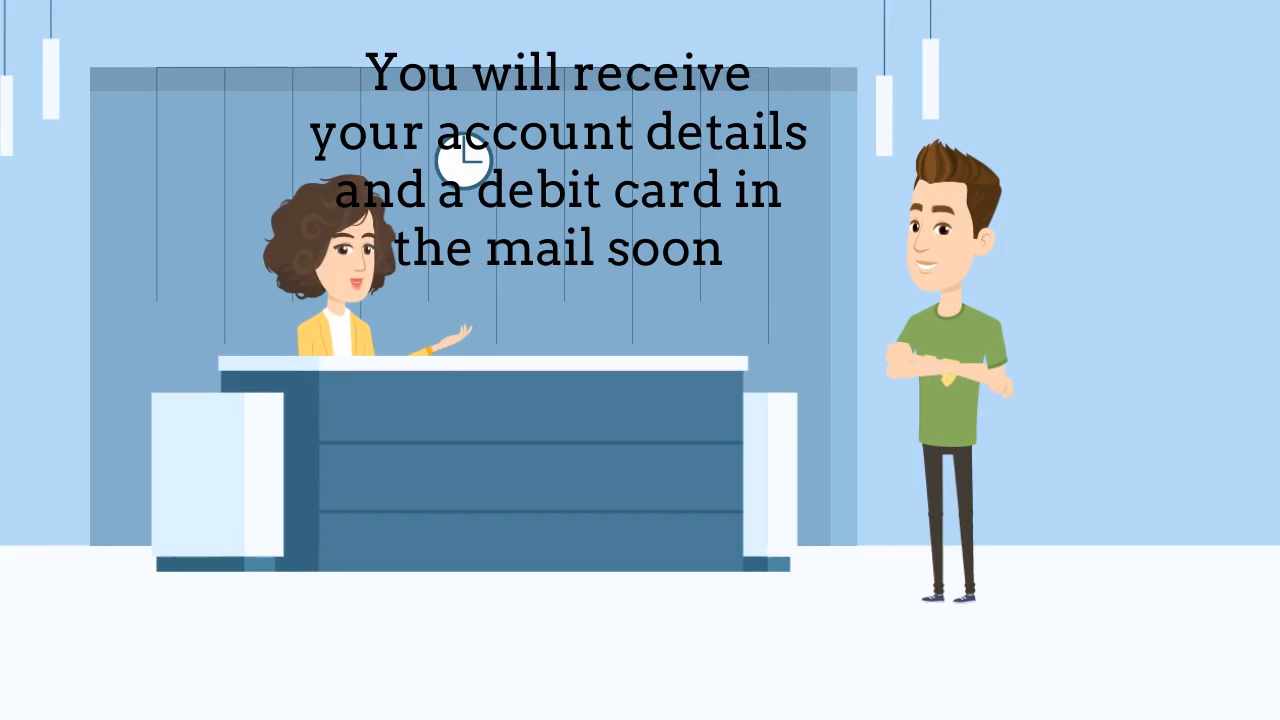 You will receive
your account details
and a debit card in
the mail soon